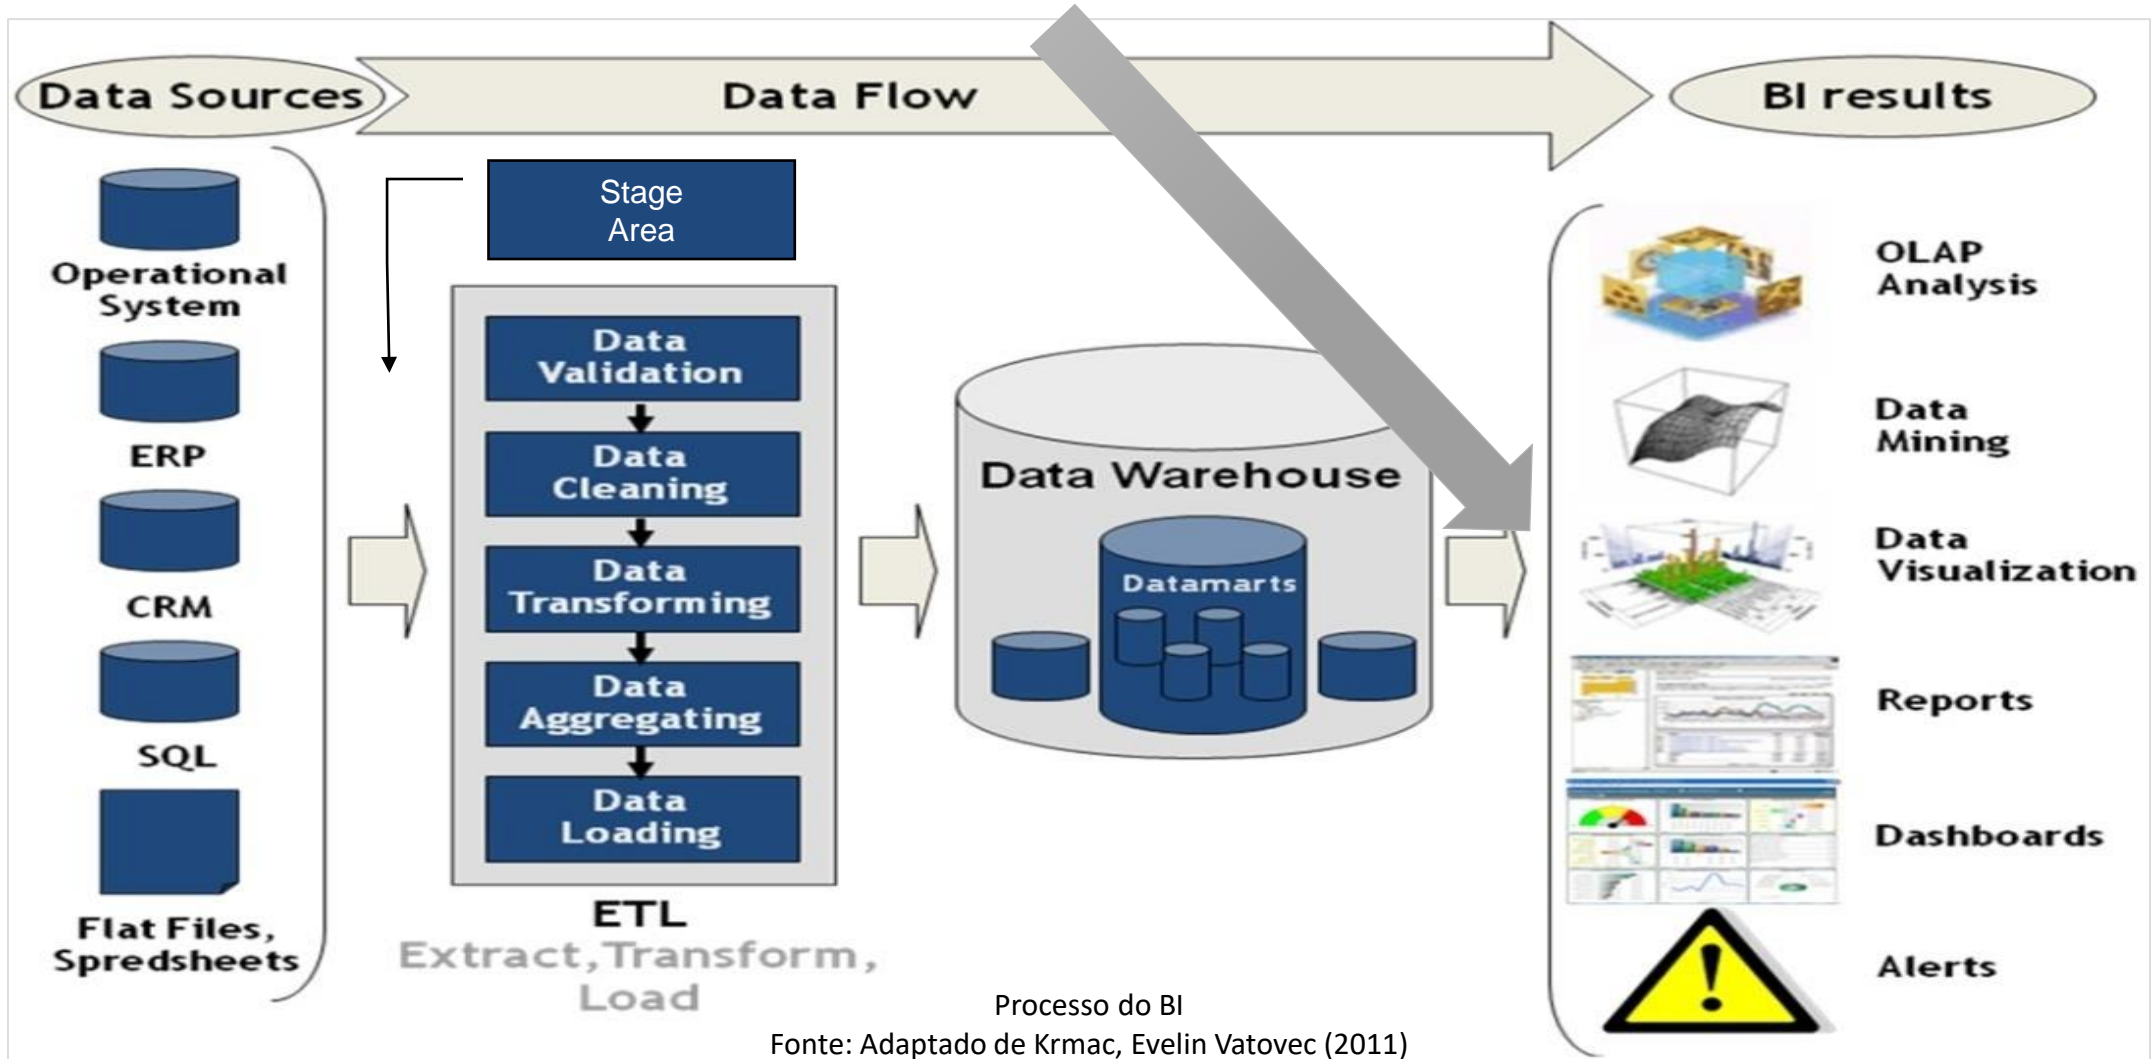 Data Sources
Data Flow
BI results
Operational
System
ERP
CRM
SQL
Flat Files,
Spredsheets
Stage
Area
Data
Validation
Data
Cleaning
Data
Transforming
Data
Aggregating
Data
Loading
ETL
Extract, Transform,
Load
Data Warehouse
Datamarts
OLAP
Analysis
Data
Mining
Data
Visualization
Reports
Dashboards
Alerts
Processo do BI
Fonte: Adaptado de Krmac, Evelin Vatovec (2011)